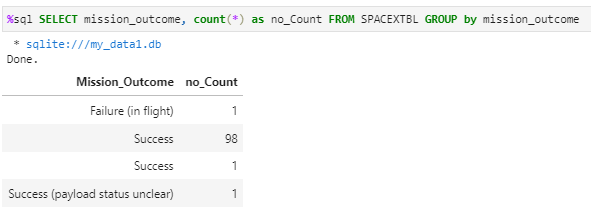 %sql SELECT mission_outcome, count(*) as no_Count FROM SPACEXTBL GROUP by mission_outcome
* sqlite:///my_data1.db
Done.
Mission_Outcome no_Count
Failure (in flight) 1
Success 98
Success 1
Success (payload status unclear) 1